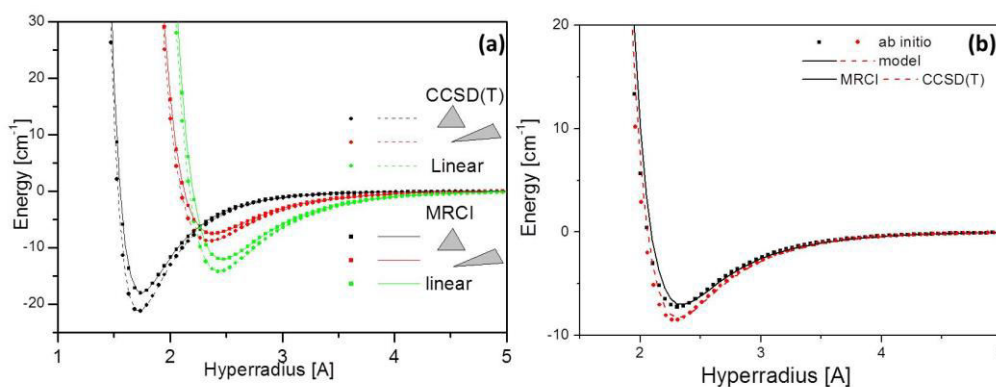 30
20
10
0
-10
-20
1
2
3
4
5
Energy [cm⁻¹]
Hyperradius [A]
(a)
CCSD(T)
Linear
MRCI
linear
20
10
0
-10
2
3
4
Energy [cm⁻¹]
Hyperradius [A]
(b)
ab initio
model
MRCI CCSD(T)